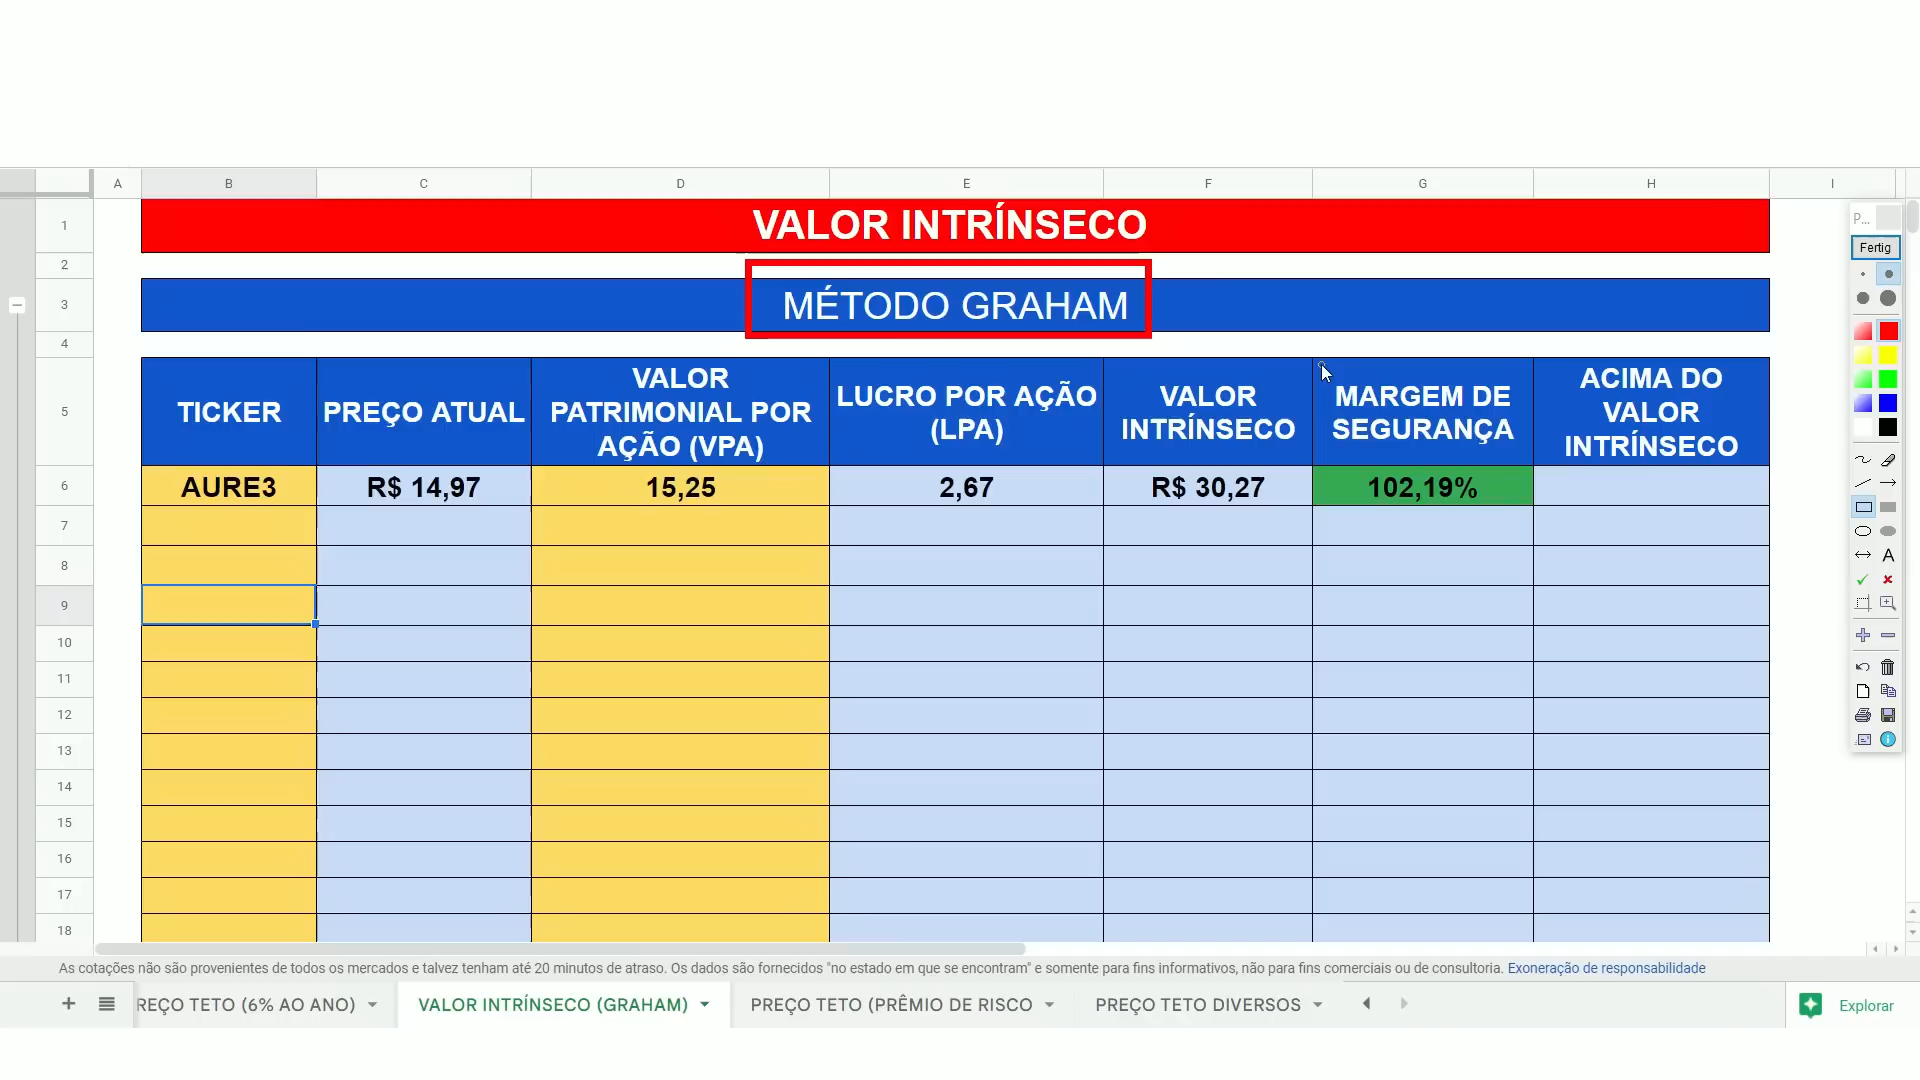 A B C D E F G H I
P...
1 VALOR INTRÍNSECO
Fertig
2
3 MÉTODO GRAHAM
4
5
TICKER
PREÇO ATUAL
VALOR
PATRIMONIAL POR
AÇÃO (VPA)
LUCRO POR AÇÃO
(LPA)
VALOR
INTRÍNSECO
MARGEM DE
SEGURANÇA
ACIMA DO
VALOR
INTRÍNSECO
6 AURE3 R$ 14,97 15,25 2,67 R$ 30,27 102,19%
7
8
9
A
10
11
12
13
14
15
16
17
18
As cotações não são provenientes de todos os mercados e talvez tenham até 20 minutos de atraso. Os dados são fornecidos "no estado em que se encontram" e somente para fins informativos, não para fins comerciais ou de consultoria. Exoneração de responsabilidade
REÇO TETO (6% AO ANO) VALOR INTRÍNSECO (GRAHAM) PREÇO TETO (PRÊMIO DE RISCO PREÇO TETO DIVERSOS Explorar